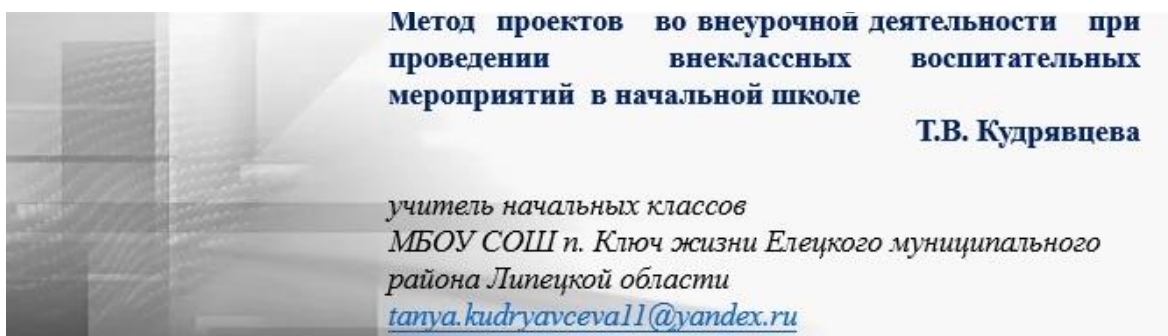 Метод проектов во внеурочной деятельности при
проведении внеклассных воспитательных
мероприятий в начальной школе
Т.В. Кудрявцева
учитель начальных классов
МБОУ СОШ п. Ключ жизни Елецкого муниципального
района Липецкой области
tanya.kudryavceva11@yandex.ru